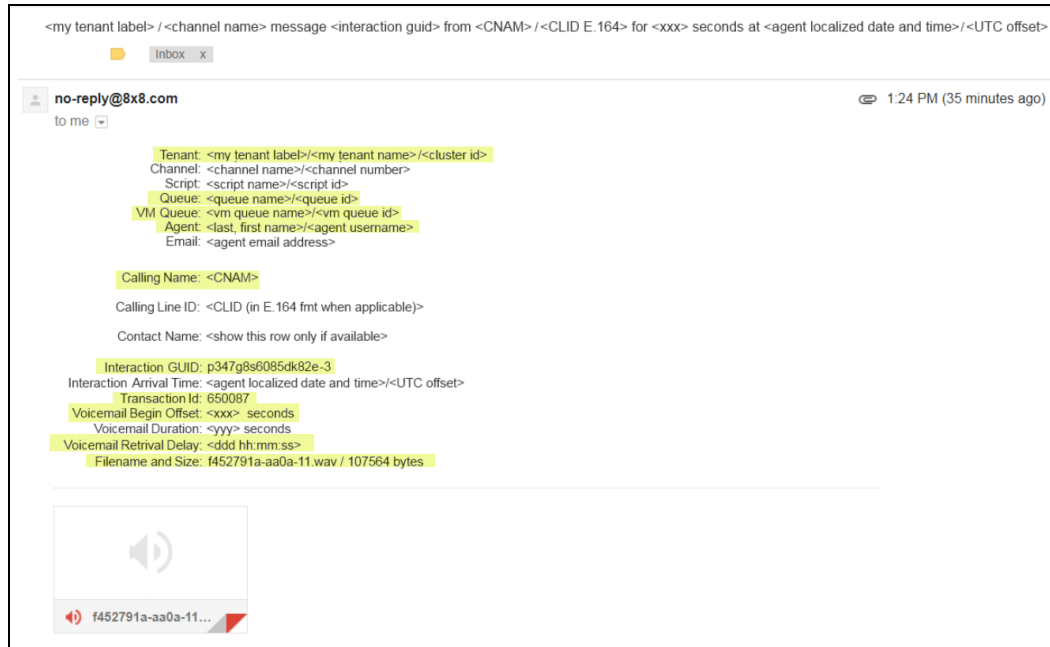 <my tenant label> / <channel name> message <interaction guid> from <CNAM> / <CLID E.164> for <xxx> seconds at <agent localized date and time>/<UTC offset>
Inbox x
no-reply@8x8.com 1:24 PM (35 minutes ago)
to me
Tenant: <my tenant label>/<my tenant name>/<cluster id>
Channel: <channel name>/<channel number>
Script: <script name>/<script id>
Queue: <queue name>/<queue id>
VM Queue: <vm queue name>/<vm queue id>
Agent: <last, first name>/<agent username>
Email: <agent email address>
Calling Name: <CNAM>
Calling Line ID: <CLID (in E.164 fmt when applicable)>
Contact Name: <show this row only if available>
Interaction GUID: p347g8s6085dk82e-3
Interaction Arrival Time: <agent localized date and time>/<UTC offset>
Transaction Id: 650087
Voicemail Begin Offset: <xxx> seconds
Voicemail Duration: <yyy> seconds
Voicemail Retrival Delay: <ddd hh:mm:ss>
Filename and Size: f452791a-aa0a-11.wav / 107564 bytes
f452791a-aa0a-11...